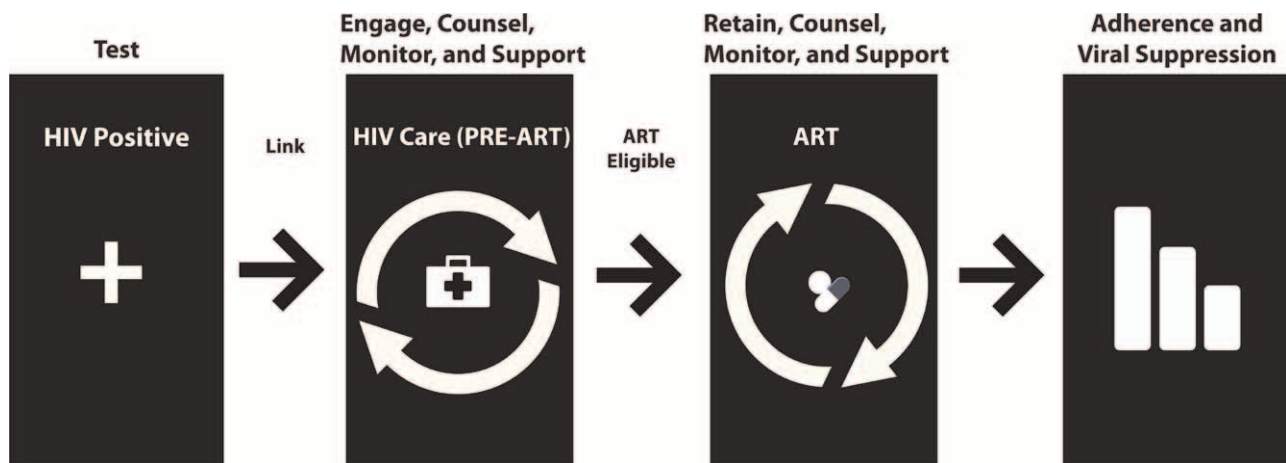 Test
HIV Positive
Link
Engage, Counsel,
Monitor, and Support
HIV Care (PRE-ART)
ART
Eligible
Retain, Counsel,
Monitor, and Support
ART
Adherence and
Viral Suppression